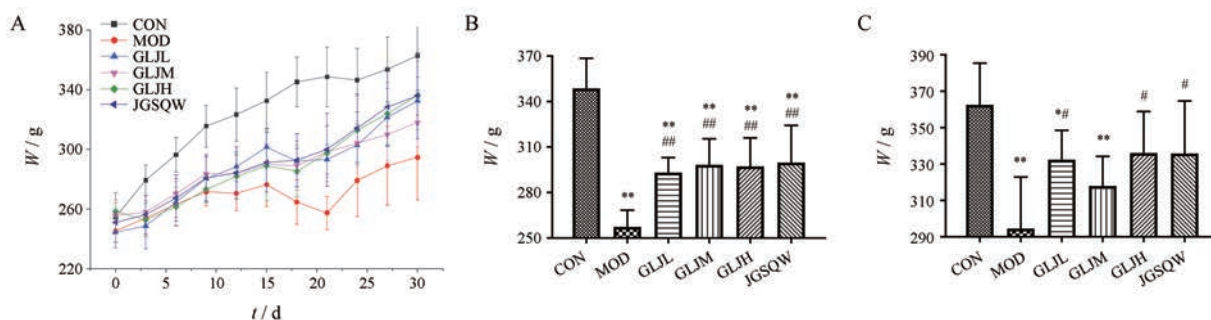 A
CON
MOD
GLJL
GLJM
GLJH
JGSQW
380
340
300
260
220
W / g
0 5 10 15 20 25 30
t / d
B
370
340
310
280
250
W / g
**
**
##
**
##
**
##
**
##
CON MOD GLJL GLJM GLJH JGSQW
C
390
370
350
330
310
290
W / g
**
*#
**
#
#
CON MOD GLJL GLJM GLJH JGSQW